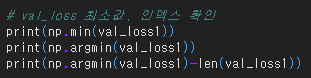 # val_loss 최소값, 인덱스 확인
print(np.min(val_loss1))
print(np.argmin(val_loss1))
print(np.argmin(val_loss1)-len(val_loss1))